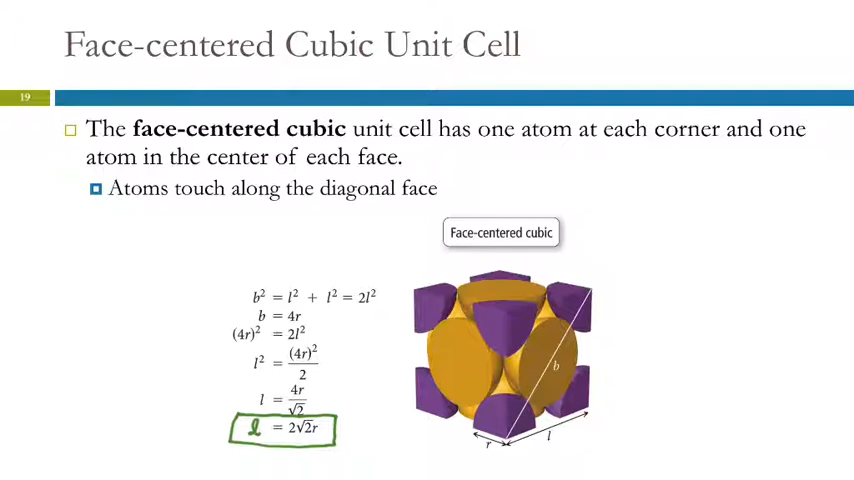 Face-centered Cubic Unit Cell
19
The face-centered cubic unit cell has one atom at each corner and one
atom in the center of each face.
Atoms touch along the diagonal face
Face-centered cubic
b² = l² + l² = 2l²
b = 4r
(4r)² = 2l²
l² = (4r)²/2
l = 4r/√2
l = 2√2r
b
l
r